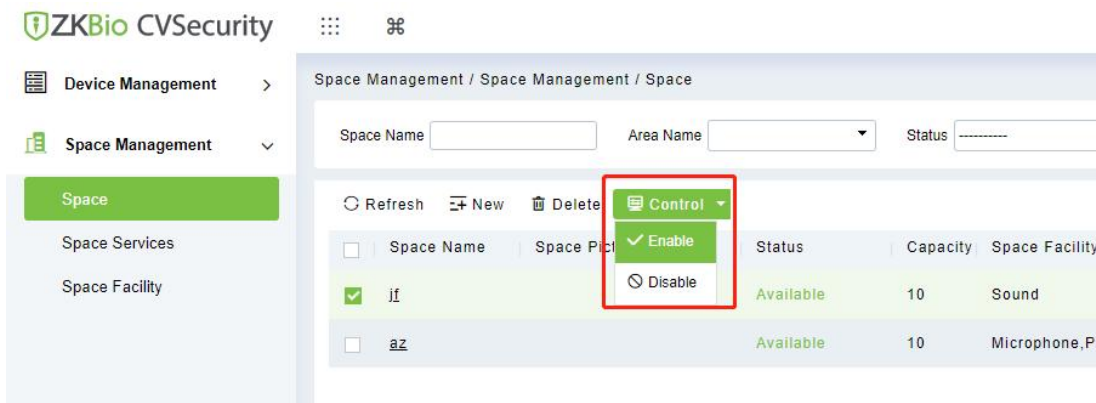 ZKBio CVSecurity
Device Management
Space Management
Space
Space Services
Space Facility
Space Management / Space Management / Space
Space Name Area Name Status ----------
Refresh New Delete Control
Space Name Space Pict Status Capacity Space Facility
Enable
Disable
jf Available 10 Sound
az Available 10 Microphone,P